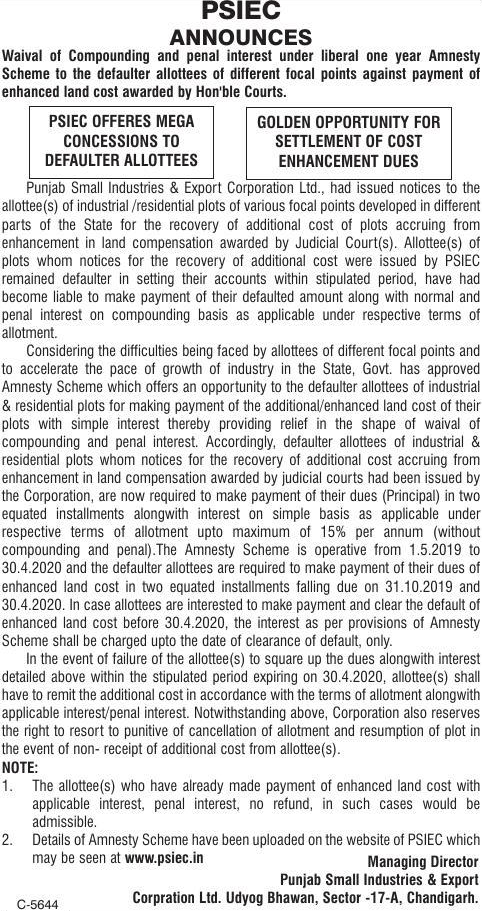 PSIEC
ANNOUNCES
Waival of Compounding and penal interest under liberal one year Amnesty
Scheme to the defaulter allottees of different focal points against payment of
enhanced land cost awarded by Hon'ble Courts.
PSIEC OFFERES MEGA
CONCESSIONS TO
DEFAULTER ALLOTTEES
GOLDEN OPPORTUNITY FOR
SETTLEMENT OF COST
ENHANCEMENT DUES
Punjab Small Industries & Export Corporation Ltd., had issued notices to the
allottee(s) of industrial /residential plots of various focal points developed in different
parts of the State for the recovery of additional cost of plots accruing from
enhancement in land compensation awarded by Judicial Court(s). Allottee(s) of
plots whom notices for the recovery of additional cost were issued by PSIEC
remained defaulter in setting their accounts within stipulated period, have had
become liable to make payment of their defaulted amount along with normal and
penal interest on compounding basis as applicable under respective terms of
allotment.
Considering the difficulties being faced by allottees of different focal points and
to accelerate the pace of growth of industry in the State, Govt. has approved
Amnesty Scheme which offers an opportunity to the defaulter allottees of industrial
& residential plots for making payment of the additional/enhanced land cost of their
plots with simple interest thereby providing relief in the shape of waival of
compounding and penal interest. Accordingly, defaulter allottees of industrial &
residential plots whom notices for the recovery of additional cost accruing from
enhancement in land compensation awarded by judicial courts had been issued by
the Corporation, are now required to make payment of their dues (Principal) in two
equated installments alongwith interest on simple basis as applicable under
respective terms of allotment upto maximum of 15% per annum (without
compounding and penal).The Amnesty Scheme is operative from 1.5.2019 to
30.4.2020 and the defaulter allottees are required to make payment of their dues of
enhanced land cost in two equated installments falling due on 31.10.2019 and
30.4.2020. In case allottees are interested to make payment and clear the default of
enhanced land cost before 30.4.2020, the interest as per provisions of Amnesty
Scheme shall be charged upto the date of clearance of default, only.
In the event of failure of the allottee(s) to square up the dues alongwith interest
detailed above within the stipulated period expiring on 30.4.2020, allottee(s) shall
have to remit the additional cost in accordance with the terms of allotment alongwith
applicable interest/penal interest. Notwithstanding above, Corporation also reserves
the right to resort to punitive of cancellation of allotment and resumption of plot in
the event of non- receipt of additional cost from allottee(s).
NOTE:
1. The allottee(s) who have already made payment of enhanced land cost with
applicable interest, penal interest, no refund, in such cases would be
admissible.
2. Details of Amnesty Scheme have been uploaded on the website of PSIEC which
may be seen at www.psiec.in
Managing Director
Punjab Small Industries & Export
Corpration Ltd. Udyog Bhawan, Sector -17-A, Chandigarh.
C-5644